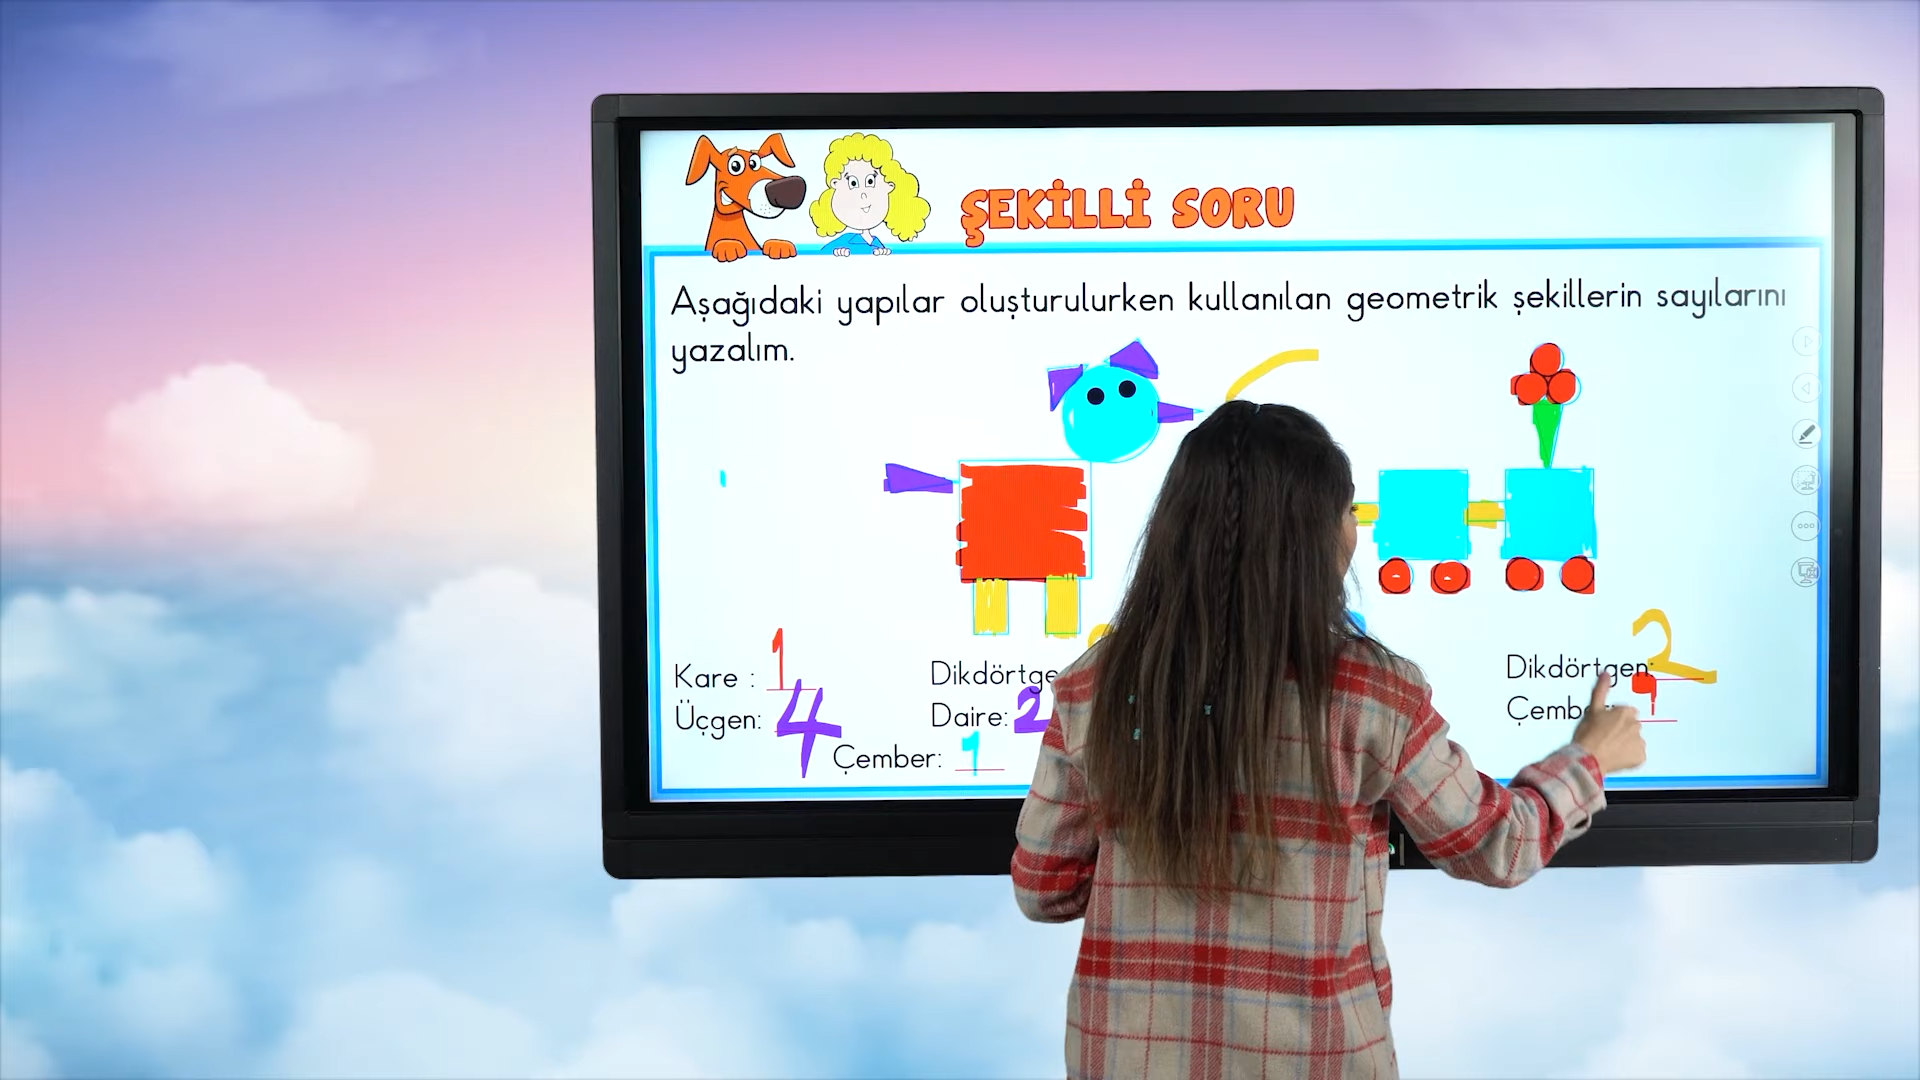 ŞEKİLLİ SORU
Aşağıdaki yapılar oluşturulurken kullanılan geometrik şekillerin sayılarını
yazalım.
Kare : 1
Dikdörtge
Dikdörtgen: 2
Üçgen: 4
Daire: 2
Çember: 1